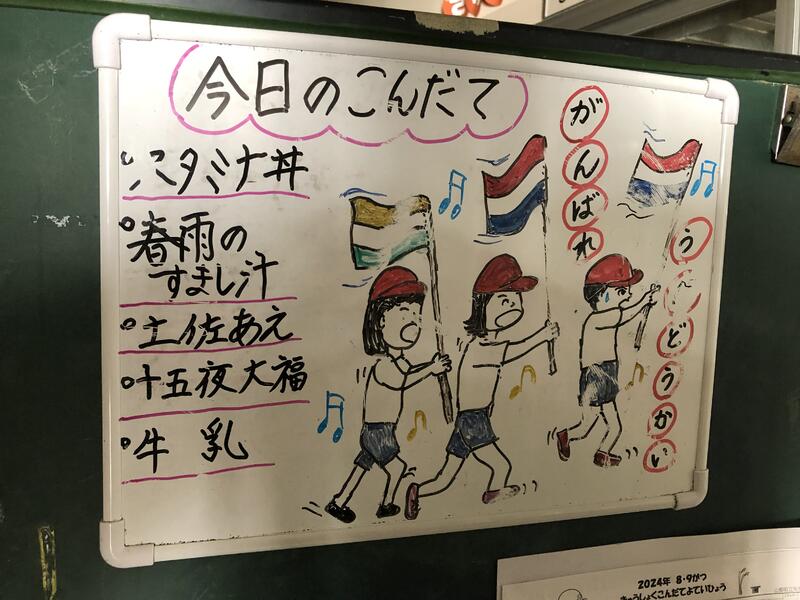 今日のこんだて
スタミナ丼
春雨の
すまし汁
土佐あえ
十五夜大福
牛乳
がんばれ
うんどうかい
2024年 8・9がつ
きゅうしょくこんだてよていひょう